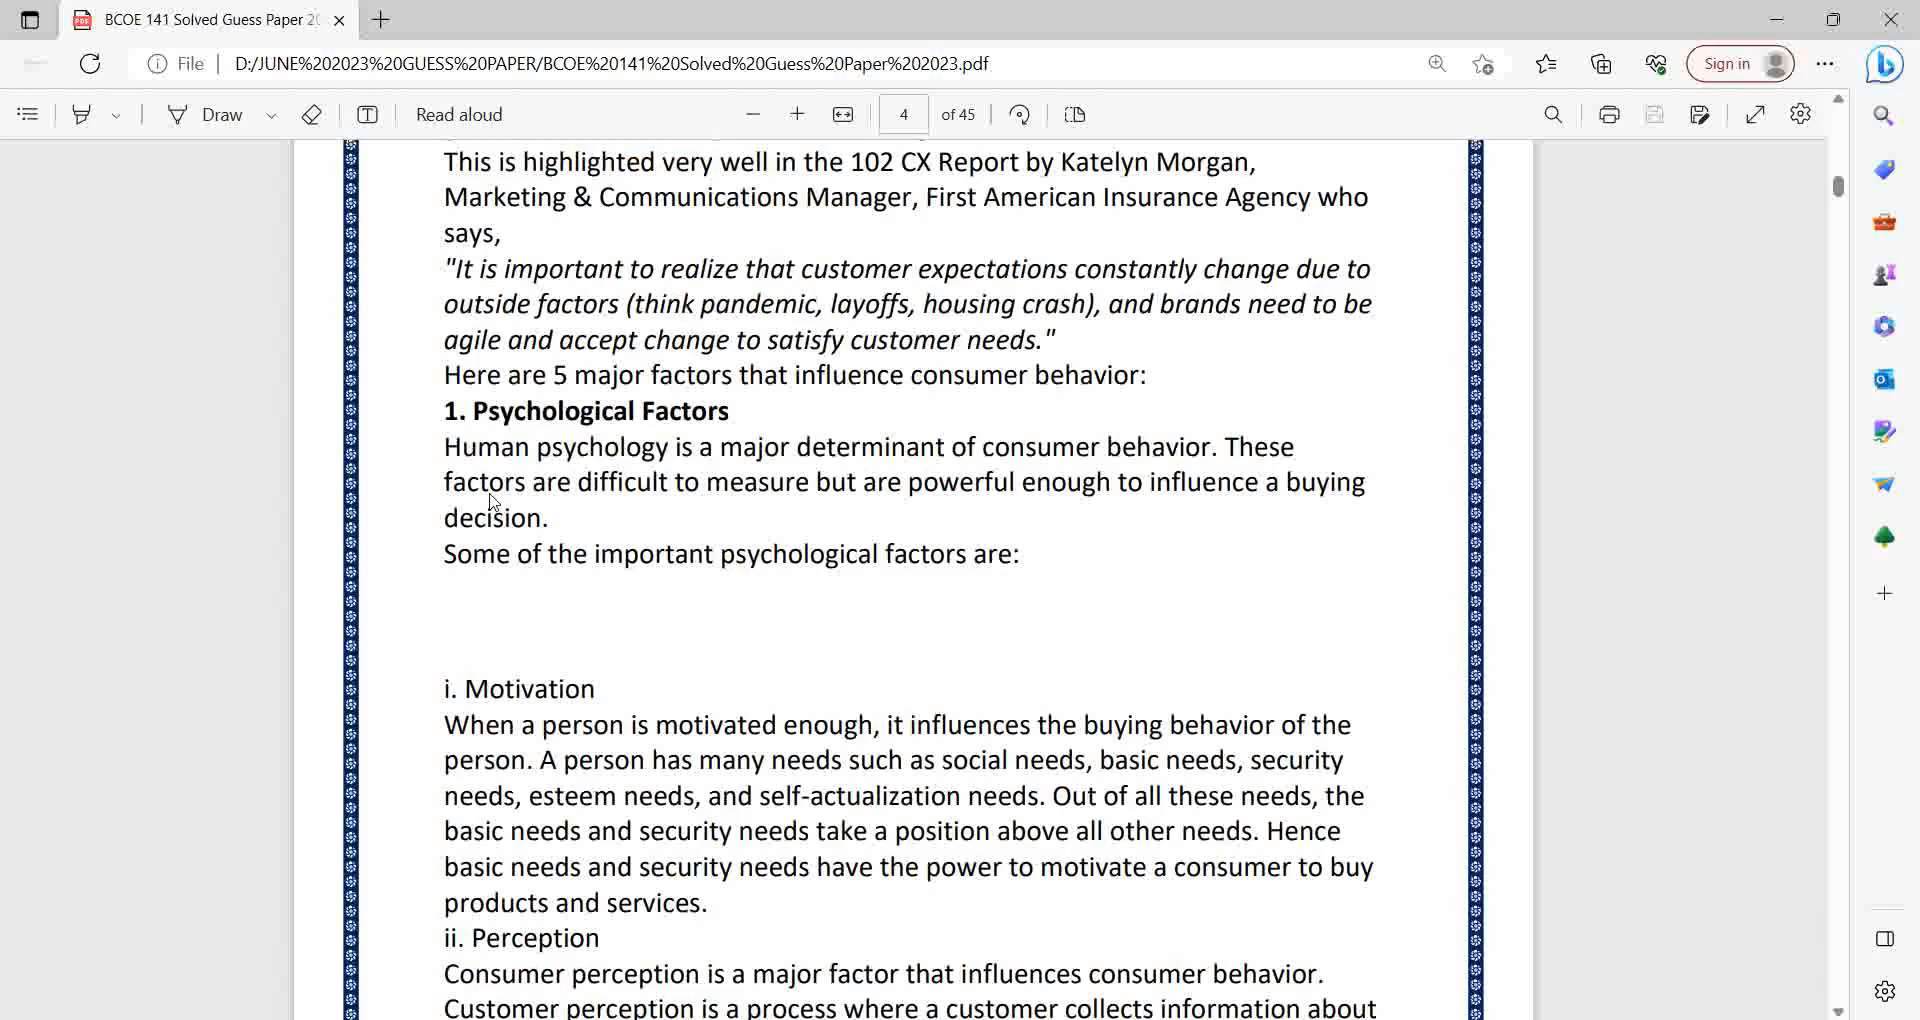 BCOE 141 Solved Guess Paper 20
File
D:/JUNE%202023%20GUESS%20PAPER/BCOE%20141%20Solved%20Guess%20Paper%202023.pdf
Sign in
Draw
Read aloud
4 of 45
This is highlighted very well in the 102 CX Report by Katelyn Morgan,
Marketing & Communications Manager, First American Insurance Agency who
says,
"It is important to realize that customer expectations constantly change due to
outside factors (think pandemic, layoffs, housing crash), and brands need to be
agile and accept change to satisfy customer needs."
Here are 5 major factors that influence consumer behavior:
1. Psychological Factors
Human psychology is a major determinant of consumer behavior. These
factors are difficult to measure but are powerful enough to influence a buying
decision.
Some of the important psychological factors are:
i. Motivation
When a person is motivated enough, it influences the buying behavior of the
person. A person has many needs such as social needs, basic needs, security
needs, esteem needs, and self-actualization needs. Out of all these needs, the
basic needs and security needs take a position above all other needs. Hence
basic needs and security needs have the power to motivate a consumer to buy
products and services.
ii. Perception
Consumer perception is a major factor that influences consumer behavior.
Customer perception is a process where a customer collects information about